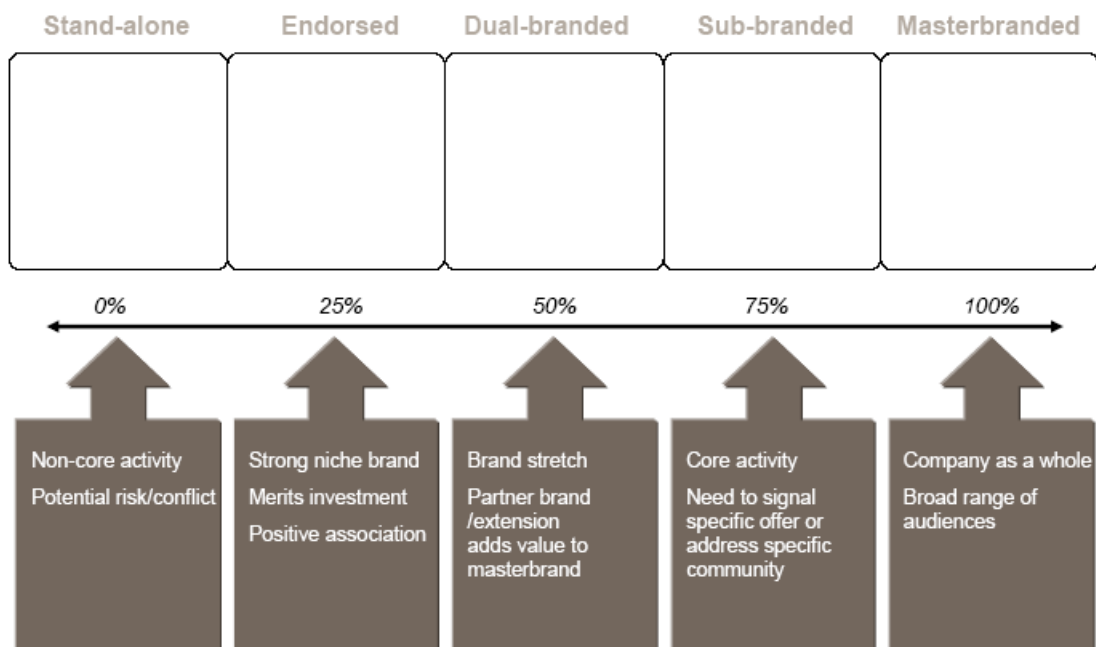 Stand-alone
Endorsed
Dual-branded
Sub-branded
Masterbranded
0%
25%
50%
75%
100%
Non-core activity
Potential risk/conflict
Strong niche brand
Merits investment
Positive association
Brand stretch
Partner brand
/extension
adds value to
masterbrand
Core activity
Need to signal
specific offer or
address specific
community
Company as a whole
Broad range of
audiences